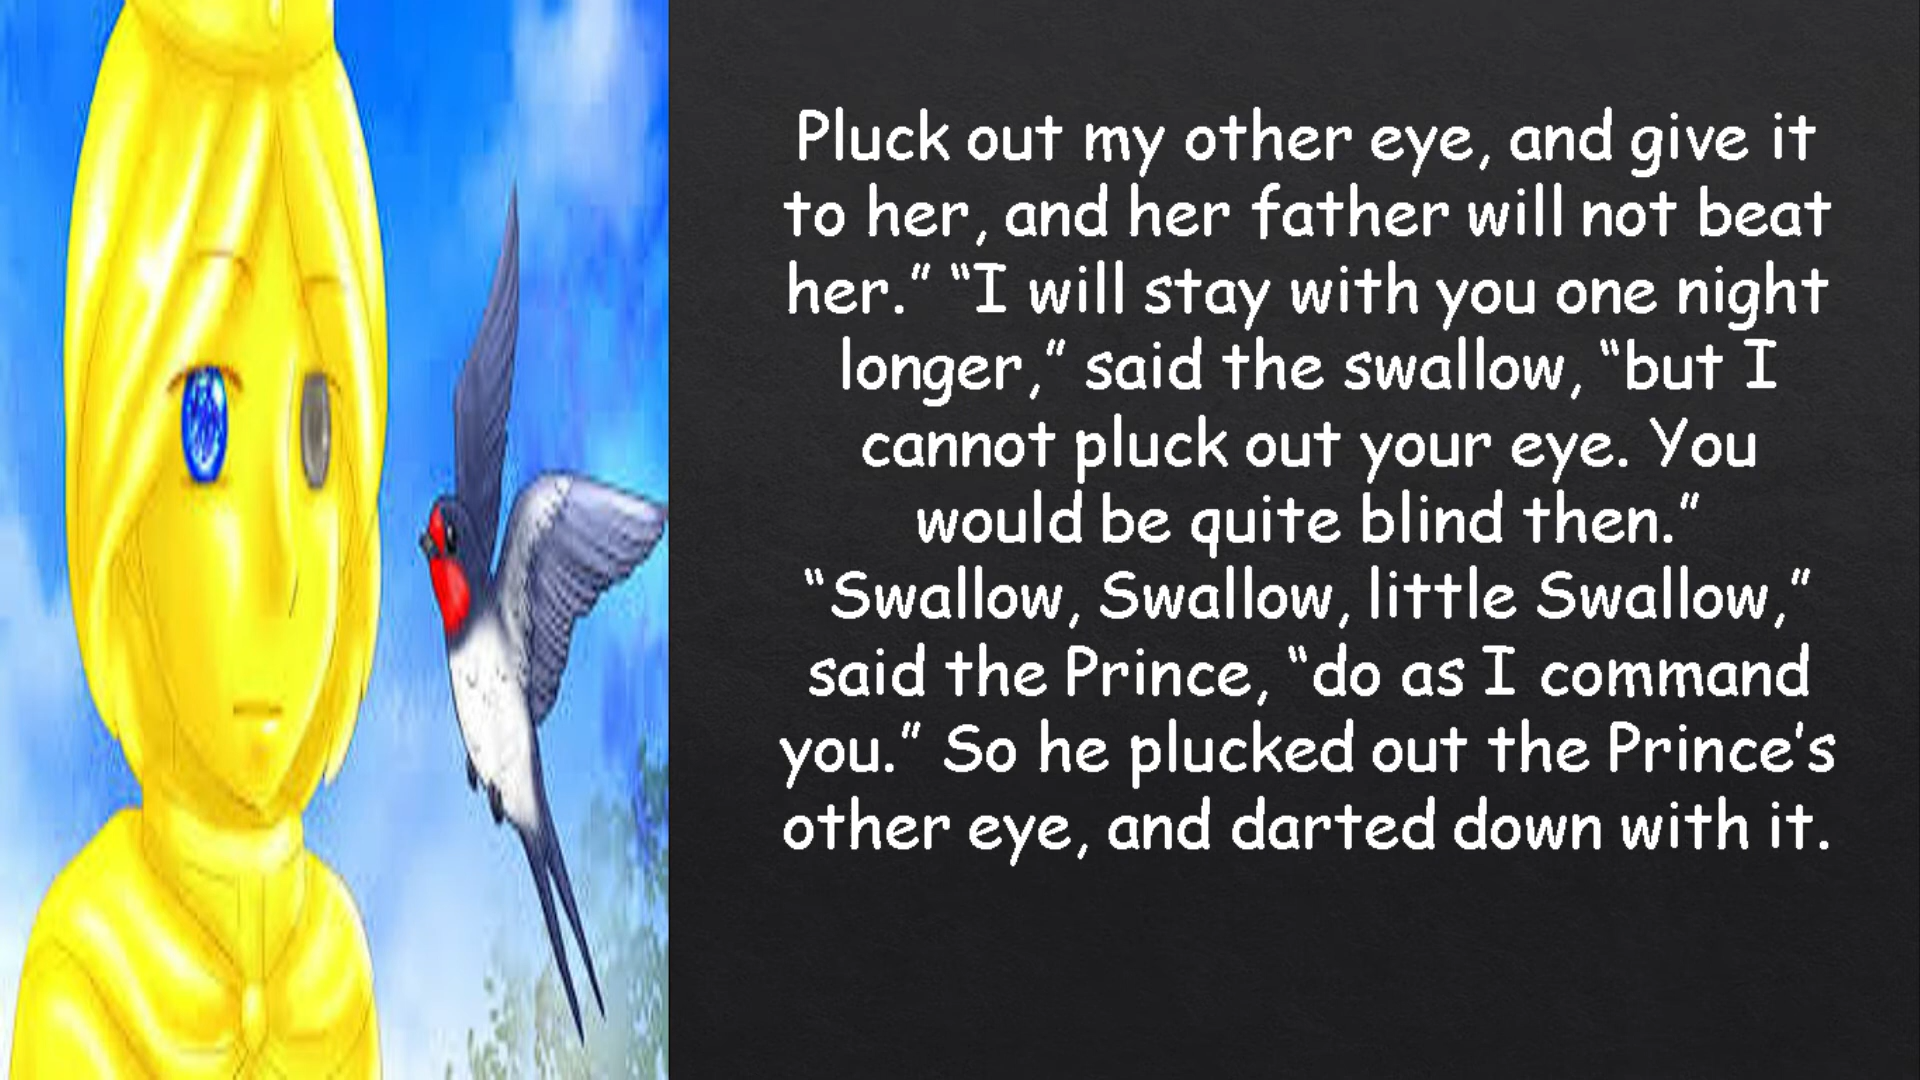 Pluck out my other eye, and give it
to her, and her father will not beat
her.” “I will stay with you one night
longer,” said the swallow, “but I
cannot pluck out your eye. You
would be quite blind then.”
“Swallow, Swallow, little Swallow,”
said the Prince, “do as I command
you.” So he plucked out the Prince’s
other eye, and darted down with it.